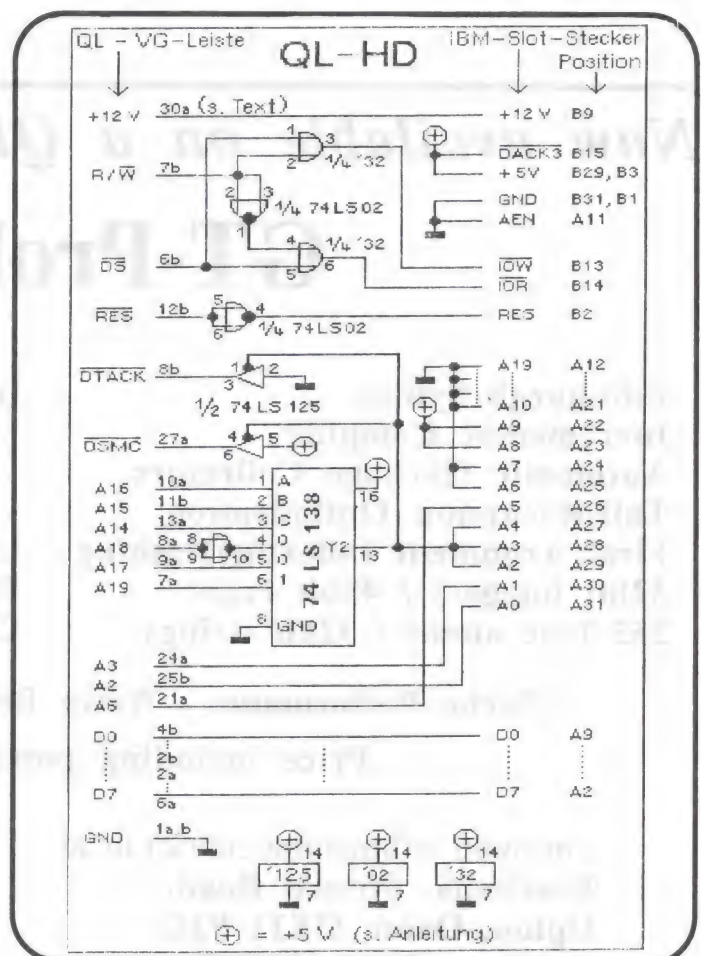 QL - VG-Leiste QL-HD IBM-Slot-Stecker
Position
+12 V 30a (s. Text) +12 V B9
1 2 3 1/4 '32 DACK3 B15
R/W 7b +5V B29, B3
2 3 1 1/4 74LS02 GND B31, B1
AEN A11
4 5 6 1/4 '32
DS 6b IOW B13
IOR B14
RES 12b 5 6 4 RES B2
1/4 74LS02
DTACK 8b 1 2 3 A19 A12
1/2 74 LS 125 A10 A21
DSMC 27a 4 5 6 A9 A22
A8 A23
A16 10a 1 A 16 A7 A24
A15 11b 2 B A6 A25
A14 13a 3 C A5 A26
A18 8a 8 9 10 4 0 Y2 13 A4 A27
A17 9a 5 0 A3 A28
A19 7a 6 1 A2 A29
74 LS 138 A1 A30
8 GND A0 A31
A3 24a
A2 25b
A5 21a
D0 4b D0 A9
2b
2a
D7 6a D7 A2
GND 1a,b
14 14 14
'125 '02 '32
7 7 7
+ = +5 V (s. Anleitung)